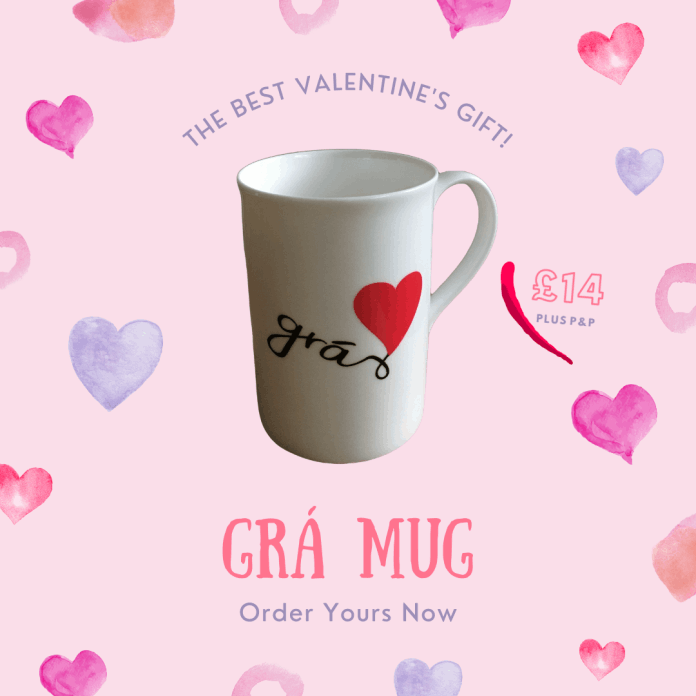 THE BEST VALENTINE'S GIFT!
grá
£14
PLUS P&P
GRÁ MUG
Order Yours Now